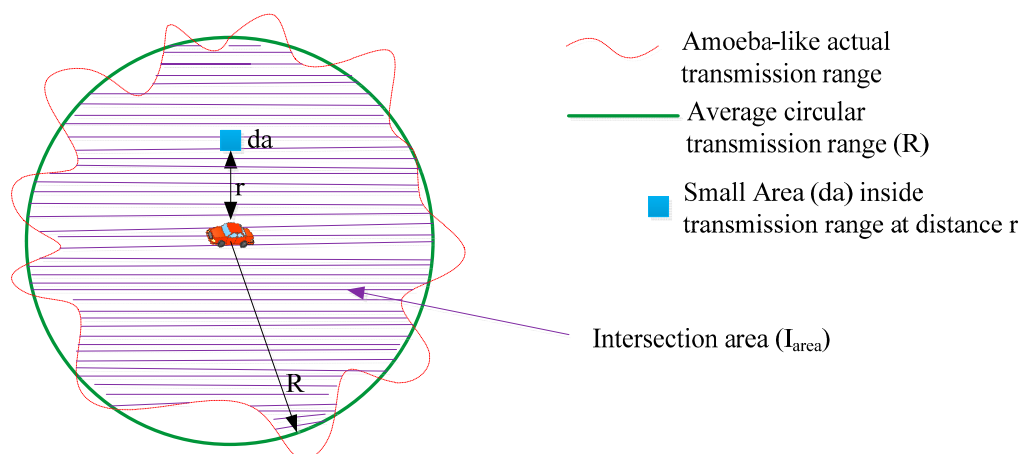 da
r
R
Amoeba-like actual
transmission range
Average circular
transmission range (R)
Small Area (da) inside
transmission range at distance r
Intersection area (Iarea)